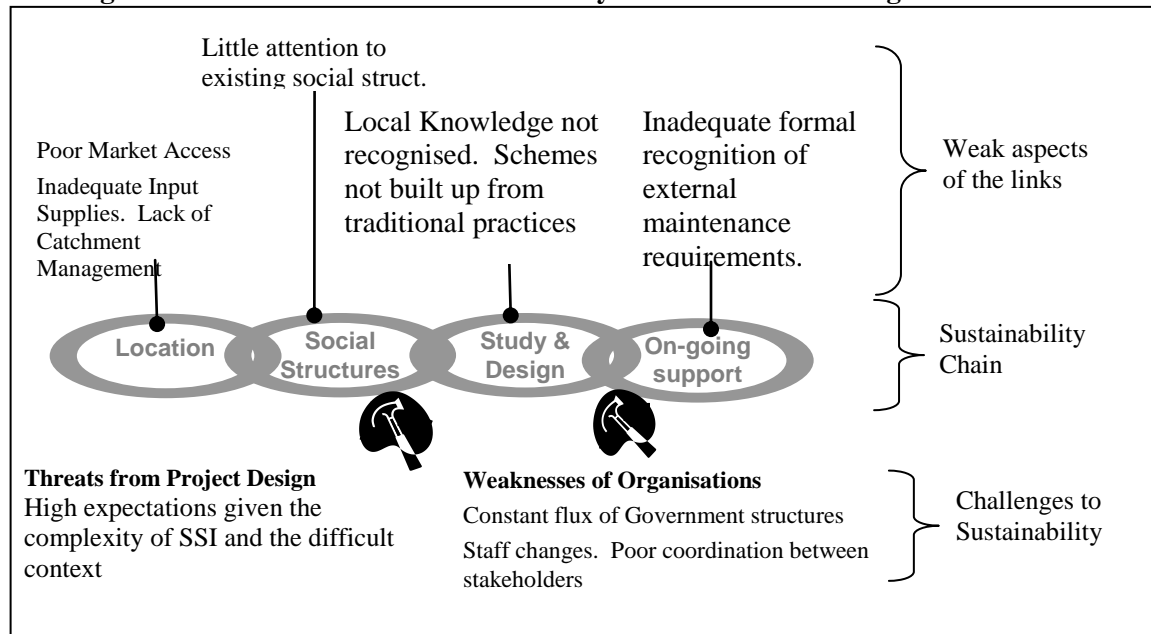 Little attention to
existing social struct.
Poor Market Access
Inadequate Input
Supplies. Lack of
Catchment
Management
Local Knowledge not
recognised. Schemes
not built up from
traditional practices
Inadequate formal
recognition of
external
maintenance
requirements.
Weak aspects
of the links
Location
Social
Structures
Study &
Design
On-going
support
Sustainability
Chain
Threats from Project Design
High expectations given the
complexity of SSI and the difficult
context
Weaknesses of Organisations
Constant flux of Government structures
Staff changes. Poor coordination between
stakeholders
Challenges to
Sustainability